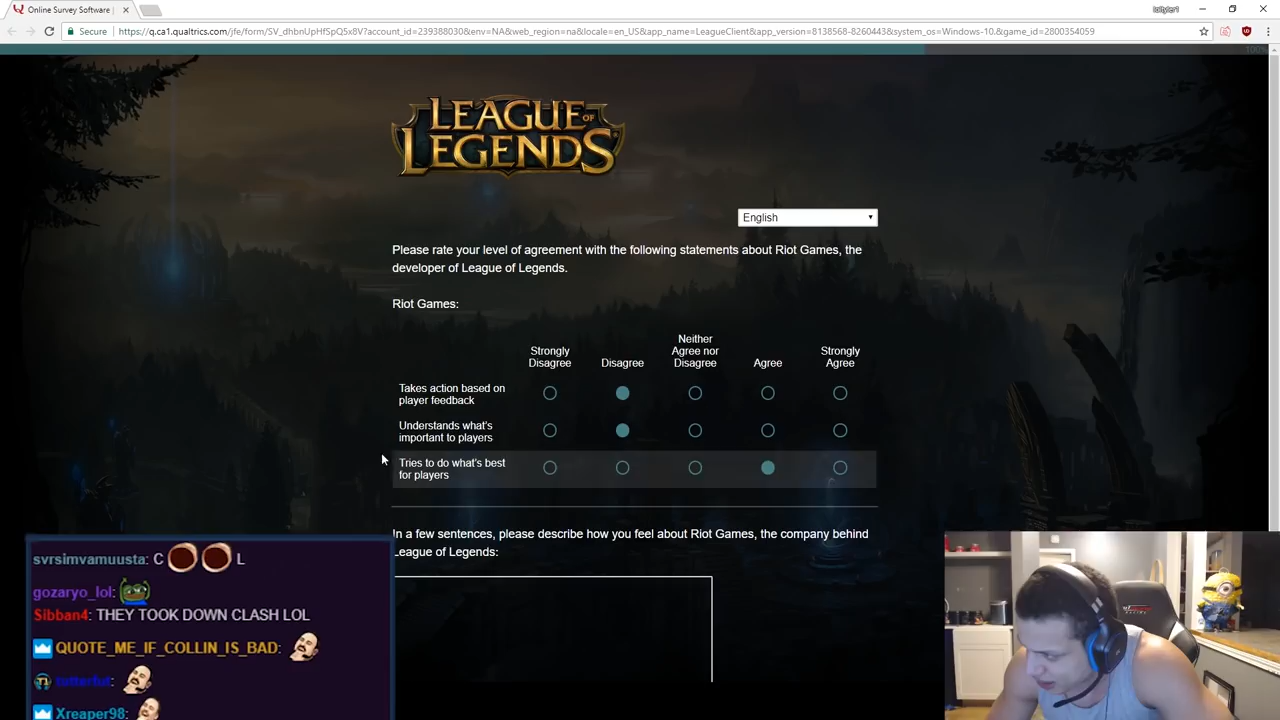 Online Survey Software |
loltyler1
Secure
https://q.ca1.qualtrics.com/jfe/form/SV_dhbnUpHfSpQ5x8V?account_id=239388030&env=NA&web_region=na&locale=en_US&app_name=LeagueClient&app_version=8138568-8260443&system_os=Windows-10.&game_id=2800354059
100%
LEAGUE OF
LEGENDS
English
Please rate your level of agreement with the following statements about Riot Games, the
developer of League of Legends.
Riot Games:
Strongly Disagree
Disagree
Neither Agree nor Disagree
Agree
Strongly Agree
Takes action based on
player feedback
Understands what's
important to players
Tries to do what's best
for players
In a few sentences, please describe how you feel about Riot Games, the company behind
League of Legends:
svrsimvamuusta: C L
gozaryo_lol:
Sibban4: THEY TOOK DOWN CLASH LOL
QUOTE_ME_IF_COLLIN_IS_BAD:
Xreaper98: